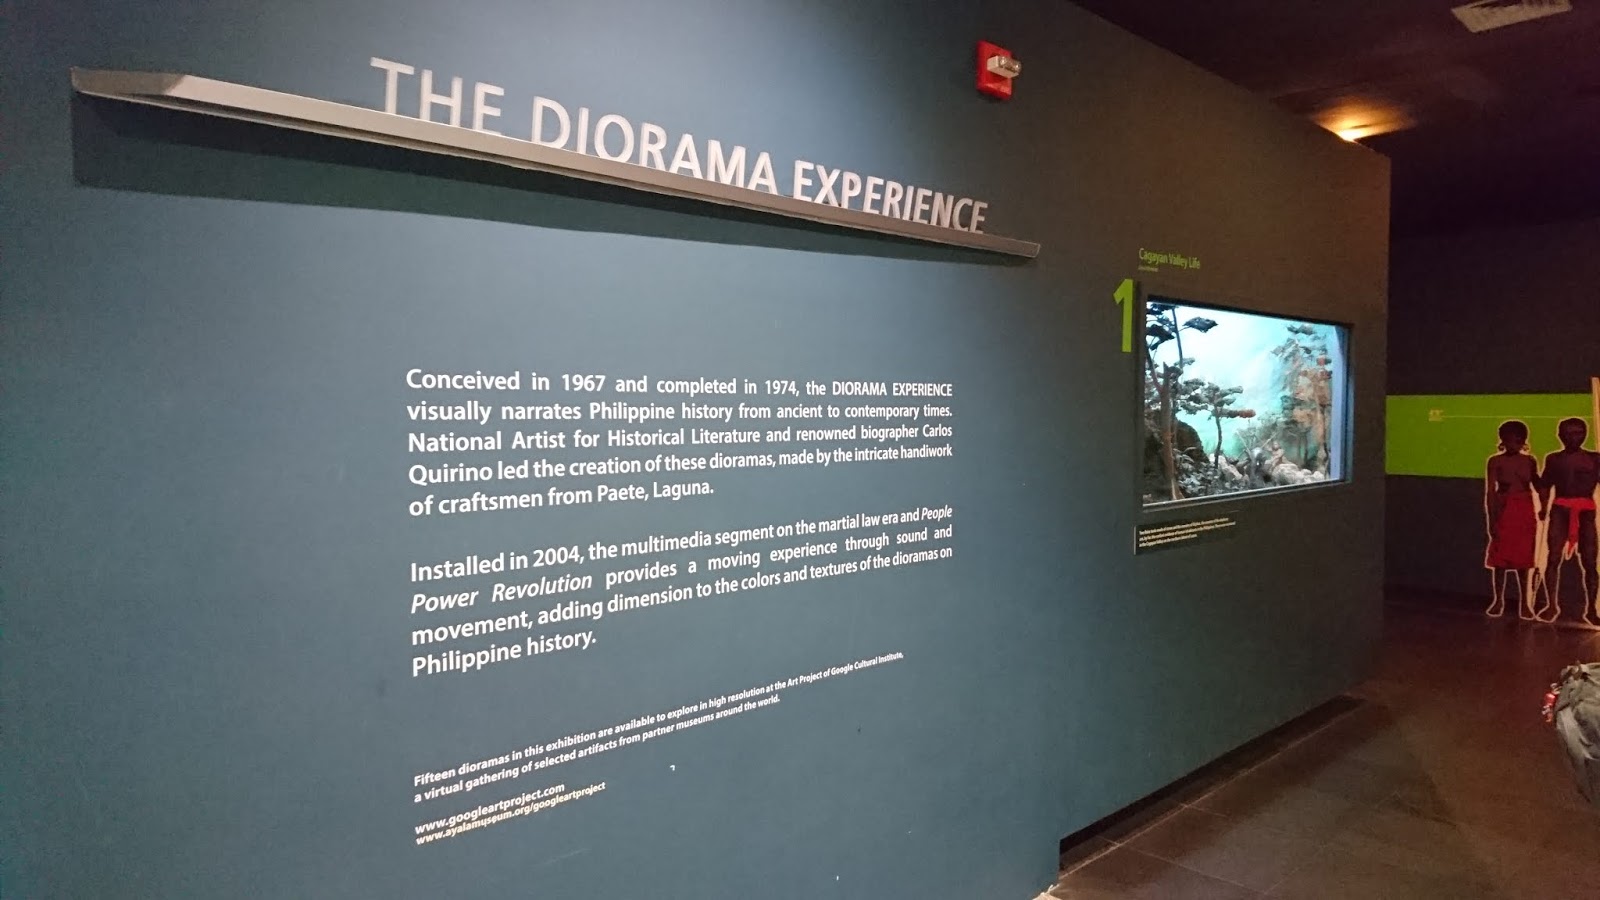 THE DIORAMA EXPERIENCE
Conceived in 1967 and completed in 1974, the DIORAMA EXPERIENCE
visually narrates Philippine history from ancient to contemporary times.
National Artist for Historical Literature and renowned biographer Carlos
Quirino led the creation of these dioramas, made by the intricate handiwork
of craftsmen from Paete, Laguna.
Installed in 2004, the multimedia segment on the martial law era and People
Power Revolution provides a moving experience through sound and
movement, adding dimension to the colors and textures of the dioramas on
Philippine history.
Fifteen dioramas in this exhibition are available to explore in high resolution at the Art Project of Google Cultural Institute,
a virtual gathering of selected artifacts from partner museums around the world.
www.googleartproject.com
www.ayalamuseum.org/googleartproject
Cagayan Valley Life
1